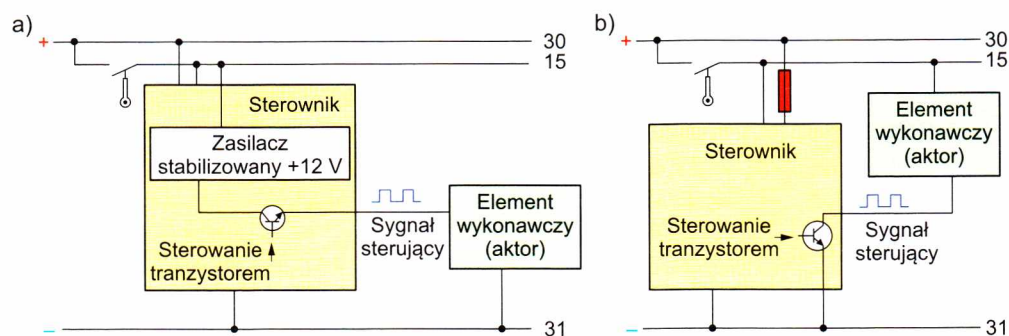 a)
+
30
15
Sterownik
Zasilacz
stabilizowany +12 V
Sterowanie
tranzystorem
Sygnał
sterujący
Element
wykonawczy
(aktor)
–
31
b)
+
30
15
Sterownik
Element
wykonawczy
(aktor)
Sterowanie
tranzystorem
Sygnał
sterujący
–
31